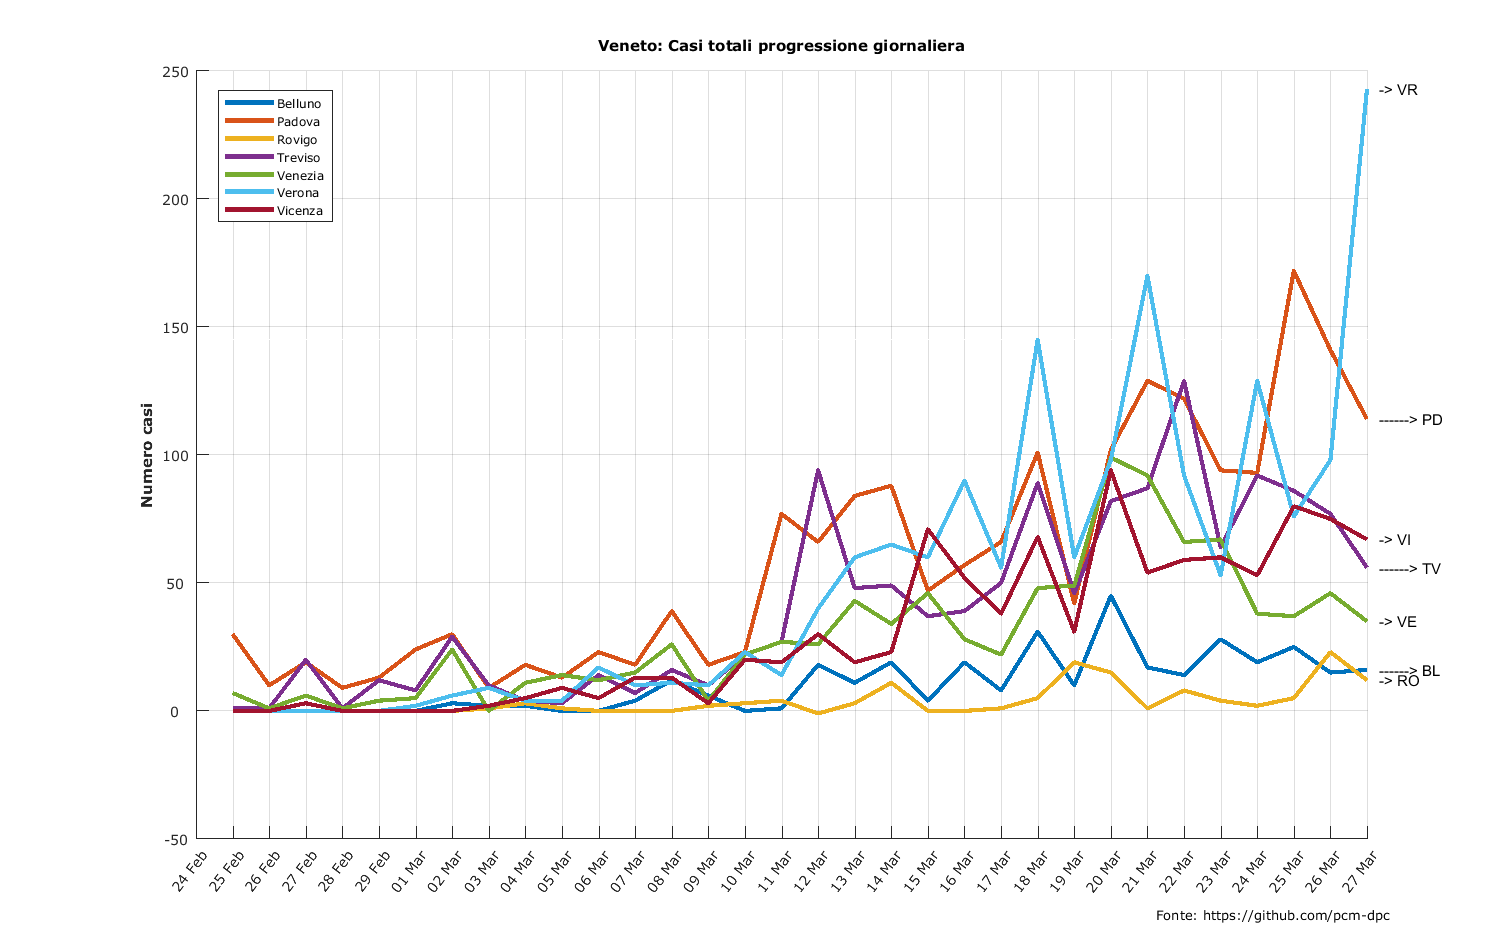 Veneto: Casi totali progressione giornaliera
250
200
150
100
50
0
-50
Numero casi
Belluno
Padova
Rovigo
Treviso
Venezia
Verona
Vicenza
-> VR
------> PD
-> VI
------> TV
-> VE
------> BL
-> RO
24 Feb
25 Feb
26 Feb
27 Feb
28 Feb
29 Feb
01 Mar
02 Mar
03 Mar
04 Mar
05 Mar
06 Mar
07 Mar
08 Mar
09 Mar
10 Mar
11 Mar
12 Mar
13 Mar
14 Mar
15 Mar
16 Mar
17 Mar
18 Mar
19 Mar
20 Mar
21 Mar
22 Mar
23 Mar
24 Mar
25 Mar
26 Mar
27 Mar
Fonte: https://github.com/pcm-dpc